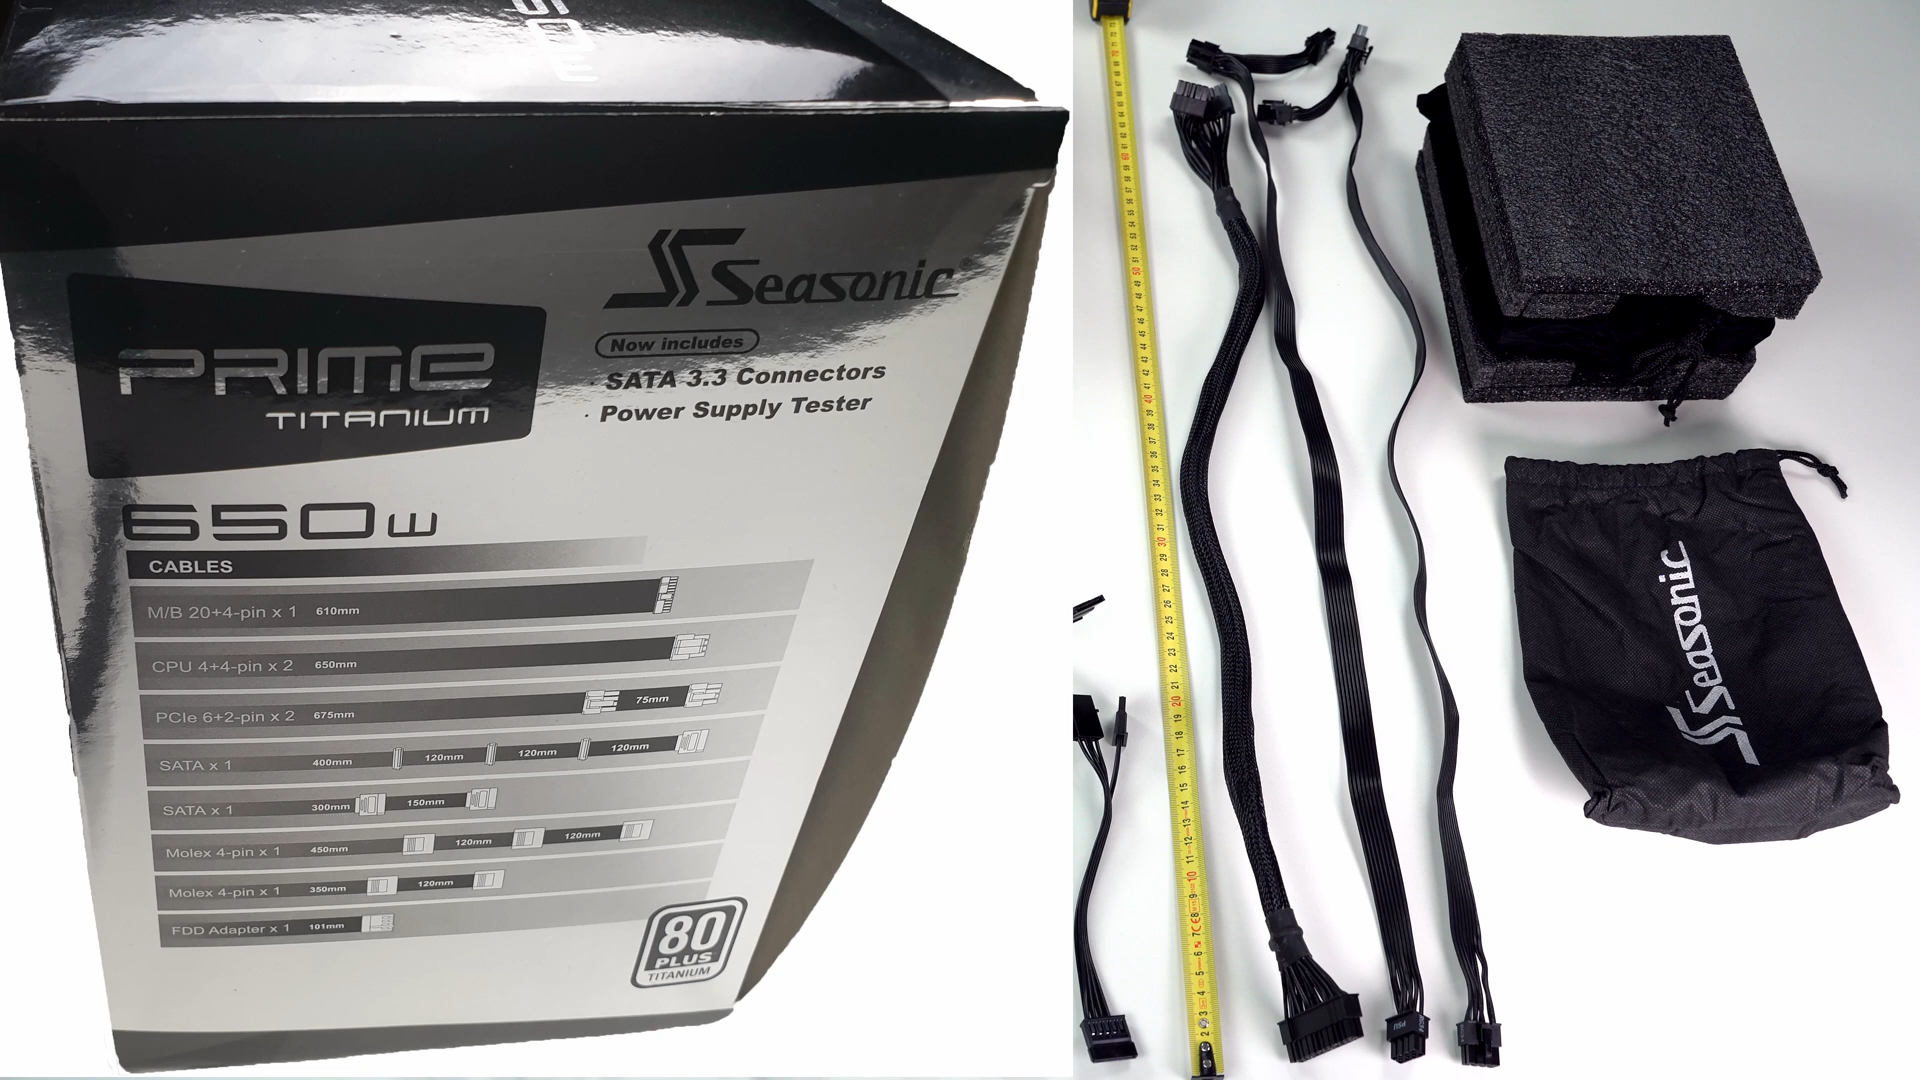 Seasonic
PRIME
TITANIUM
Now includes
· SATA 3.3 Connectors
· Power Supply Tester
650w
CABLES
M/B 20+4-pin x 1 610mm
CPU 4+4-pin x 2 650mm
PCIe 6+2-pin x 2 675mm 75mm
SATA x 1 400mm 120mm 120mm 120mm
SATA x 1 300mm 150mm
Molex 4-pin x 1 450mm 120mm 120mm
Molex 4-pin x 1 350mm 120mm
FDD Adapter x 1 101mm
80
PLUS
TITANIUM
Seasonic
PSU